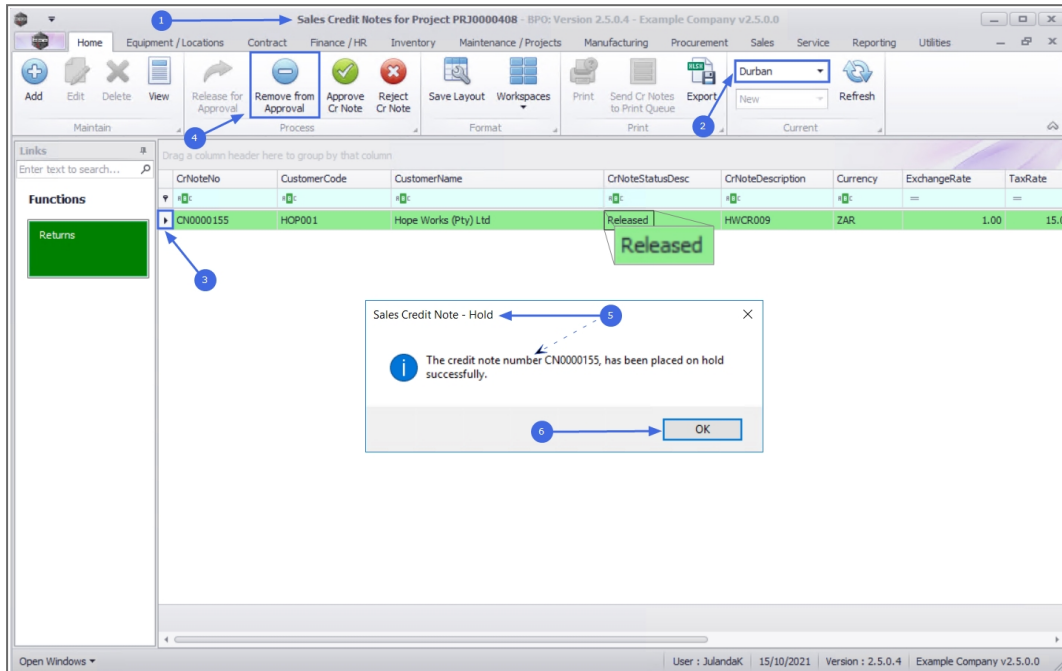 1
Sales Credit Notes for Project PRJ0000408 - BPO: Version 2.5.0.4 - Example Company v2.5.0.0
Home Equipment / Locations Contract Finance / HR Inventory Maintenance / Projects Manufacturing Procurement Sales Service Reporting Utilities
Add Edit Delete View Release for Approval Remove from Approval Approve Cr Note Reject Cr Note Save Layout Workspaces Print Send Cr Notes to Print Queue Export Durban New Refresh
Maintain 4 Process Format Print 2 Current
Links
Enter text to search...
Functions
Returns
Drag a column header here to group by that column
CrNoteNo CustomerCode CustomerName CrNoteStatusDesc CrNoteDescription Currency ExchangeRate TaxRate
CN0000155 HOP001 Hope Works (Pty) Ltd Released HWCR009 ZAR 1.00 15.0
Released
3
Sales Credit Note - Hold 5
The credit note number CN0000155, has been placed on hold
successfully.
6 OK
Open Windows User : JulandaK 15/10/2021 Version : 2.5.0.4 Example Company v2.5.0.0